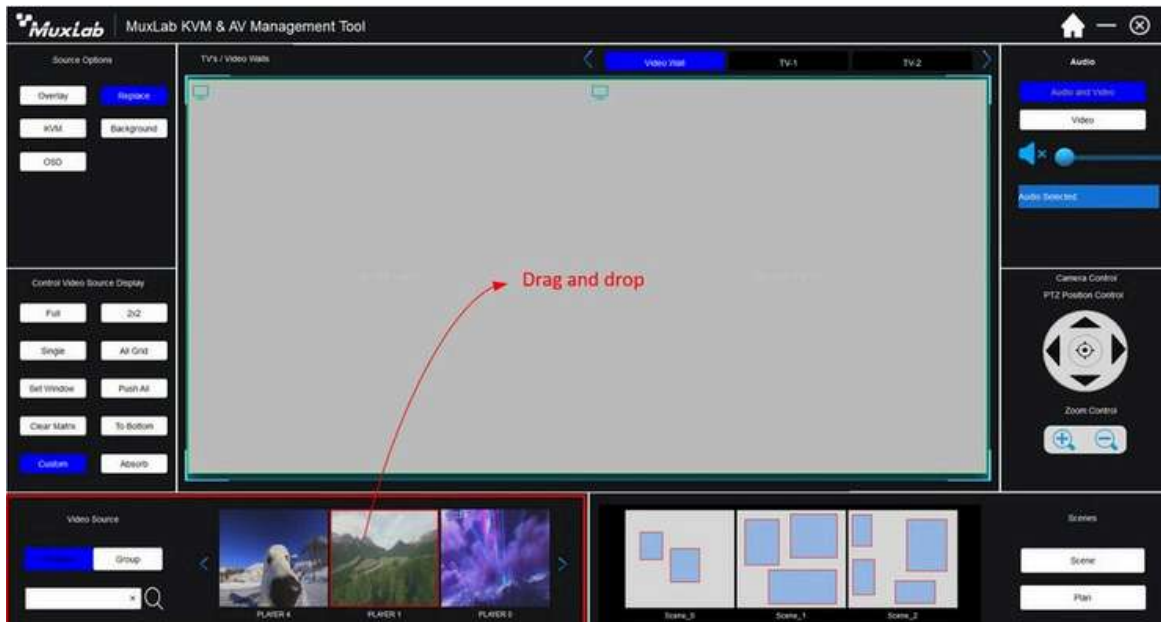 MuxLab MuxLab KVM & AV Management Tool
Source Options
Overlay Replace
KVM Background
OSD
TV's / Video Walls
Video Wall TV-1 TV-2
Audio
Audio and Video
Video
Audio Selected
Drag and drop
Control Video Source Display
Full 2x2
Single All Grid
Set Window Push All
Clear Matrix To Bottom
Custom Absorb
Camera Control
PTZ Position Control
Zoom Control
Video Source
Group
PLAYER 4 PLAYER 1 PLAYER 0
Scene_0 Scene_1 Scene_2
Scenes
Scene
Plan